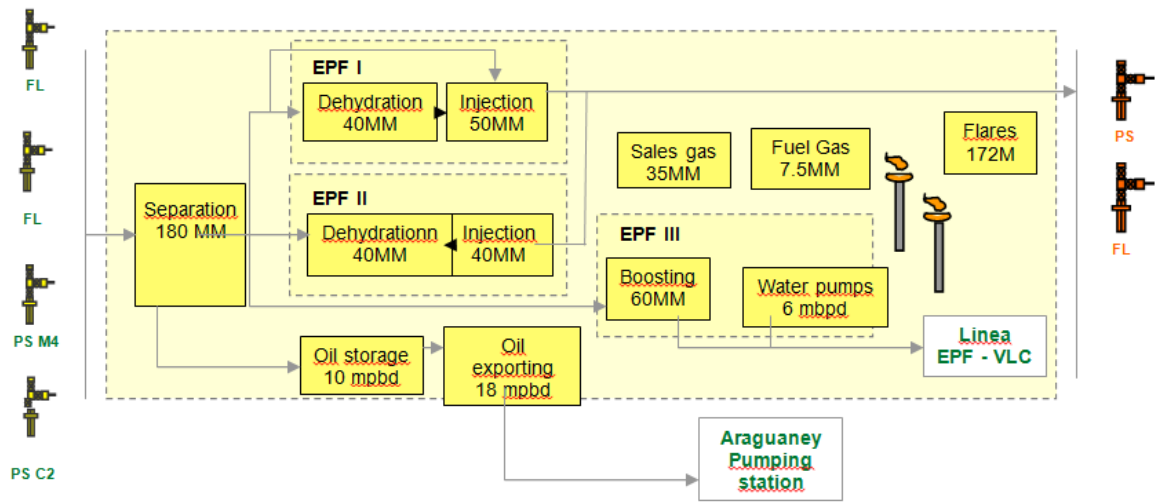 FL
FL
PS M4
PS C2
Separation
180 MM
EPF I
Dehydration
40MM
Injection
50MM
EPF II
Dehydrationn
40MM
Injection
40MM
Sales gas
35MM
Fuel Gas
7.5MM
Flares
172M
EPF III
Boosting
60MM
Water pumps
6 mbpd
Oil storage
10 mpbd
Oil
exporting
18 mpbd
Linea
EPF - VLC
Araguaney
Pumping
station
PS
FL